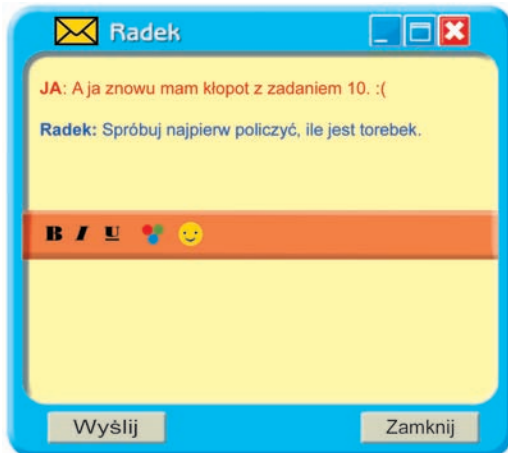 Radek
JA: A ja znowu mam kłopot z zadaniem 10. :(
Radek: Spróbuj najpierw policzyć, ile jest torebek.
B I U
Wyślij Zamknij